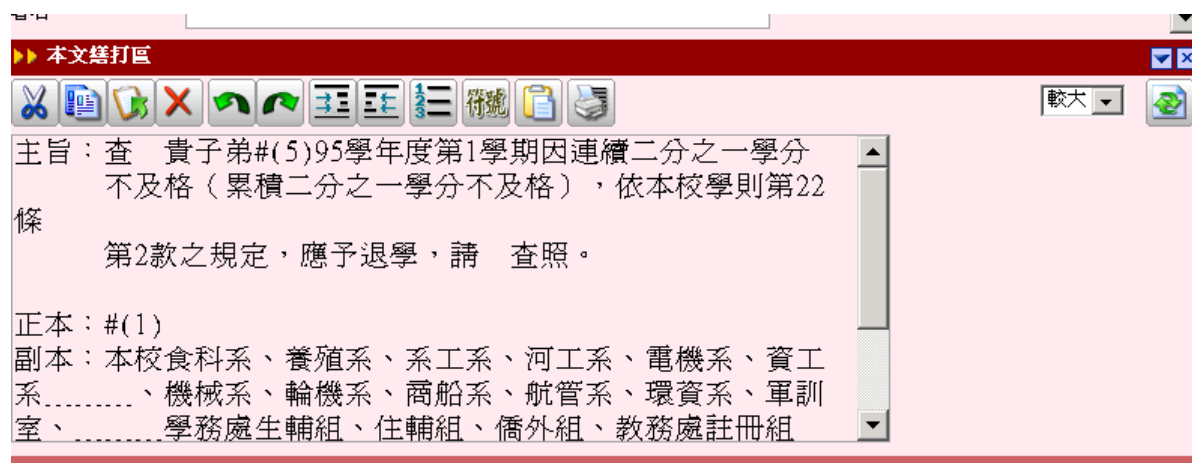 本文繕打區
符號
較大
主旨：查　貴子弟#(5)95學年度第1學期因連續二分之一學分
不及格（累積二分之一學分不及格），依本校學則第22
條
第2款之規定，應予退學，請　查照。
正本：#(1)
副本：本校食科系、養殖系、系工系、河工系、電機系、資工
系.........、機械系、輪機系、商船系、航管系、環資系、軍訓
室、.........學務處生輔組、住輔組、僑外組、教務處註冊組